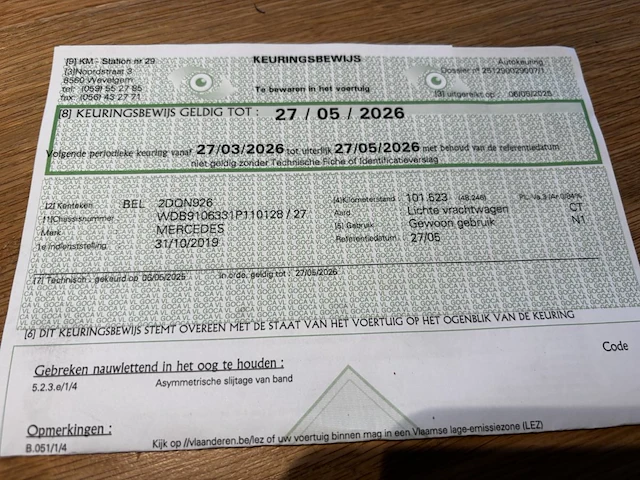 [9] KM - Station nr 29
KEURINGSBEWIJS
Autokeuring
[3]Noordstraat 3
Dossier nr 251290029007/1
8560 Wevelgem
tel: (059) 55 27 85
Te bewaren in het voertuig
fax: (056) 43 27 71
[3] uitgereikt op : 06/05/2025
[8] KEURINGSBEWIJS GELDIG TOT : 27 / 05 / 2026
Volgende periodieke keuring vanaf 27/03/2026 tot uiterlijk 27/05/2026 met behoud van de referentiedatum
niet geldig zonder Technische Fiche of Identificatieverslag
[2] Kenteken BEL 2DQN926
[1]Chassisnummer : WDB9106331P110128 / 27
Merk : MERCEDES
1e indienststelling : 31/10/2019
[4]Kilometerstand : 101.523 (48.246)
Aard : Lichte vrachtwagen CT
[5] Gebruik : Gewoon gebruik N1
Referentiedatum : 27/05
[7] Technisch : gekeurd op 06/05/2025 in orde, geldig tot : 27/05/2026
[6] DIT KEURINGSBEWIJS STEMT OVEREEN MET DE STAAT VAN HET VOERTUIG OP HET OGENBLIK VAN DE KEURING
Code
Gebreken nauwlettend in het oog te houden :
5.2.3.e/1/4 Asymmetrische slijtage van band
Opmerkingen :
B.051/1/4 Kijk op //vlaanderen.be/lez of uw voertuig binnen mag in een Vlaamse lage-emissiezone (LEZ)